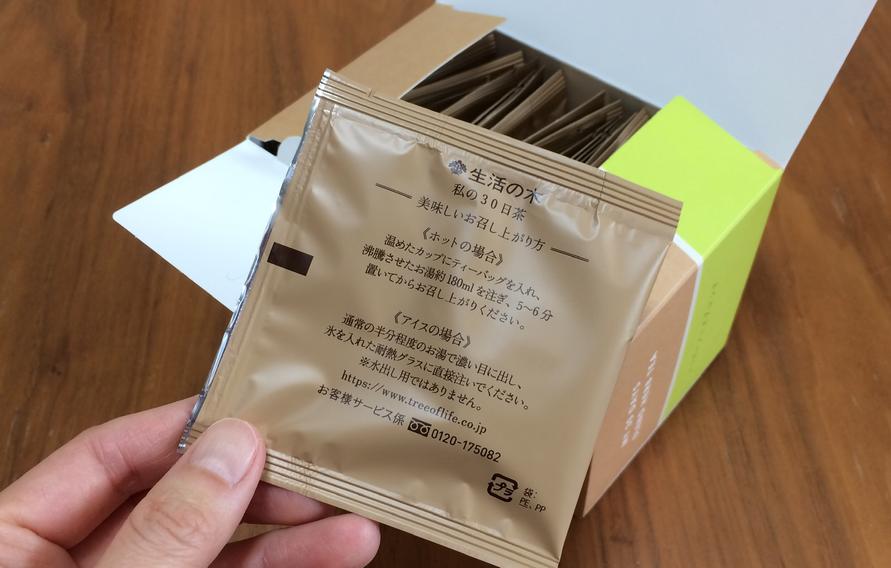 生活の木
私の30日茶
美味しいお召し上がり方
《ホットの場合》
温めたカップにティーバッグを入れ、
沸騰させたお湯約180mlを注ぎ、5〜6分
置いてからお召し上がりください。
《アイスの場合》
通常の半分程度のお湯で濃い目に出し、
氷を入れた耐熱グラスに直接注いでください。
※水出し用ではありません。
https://www.treeoflife.co.jp
お客様サービス係 0120-175082
プラ
袋:
PE、PP